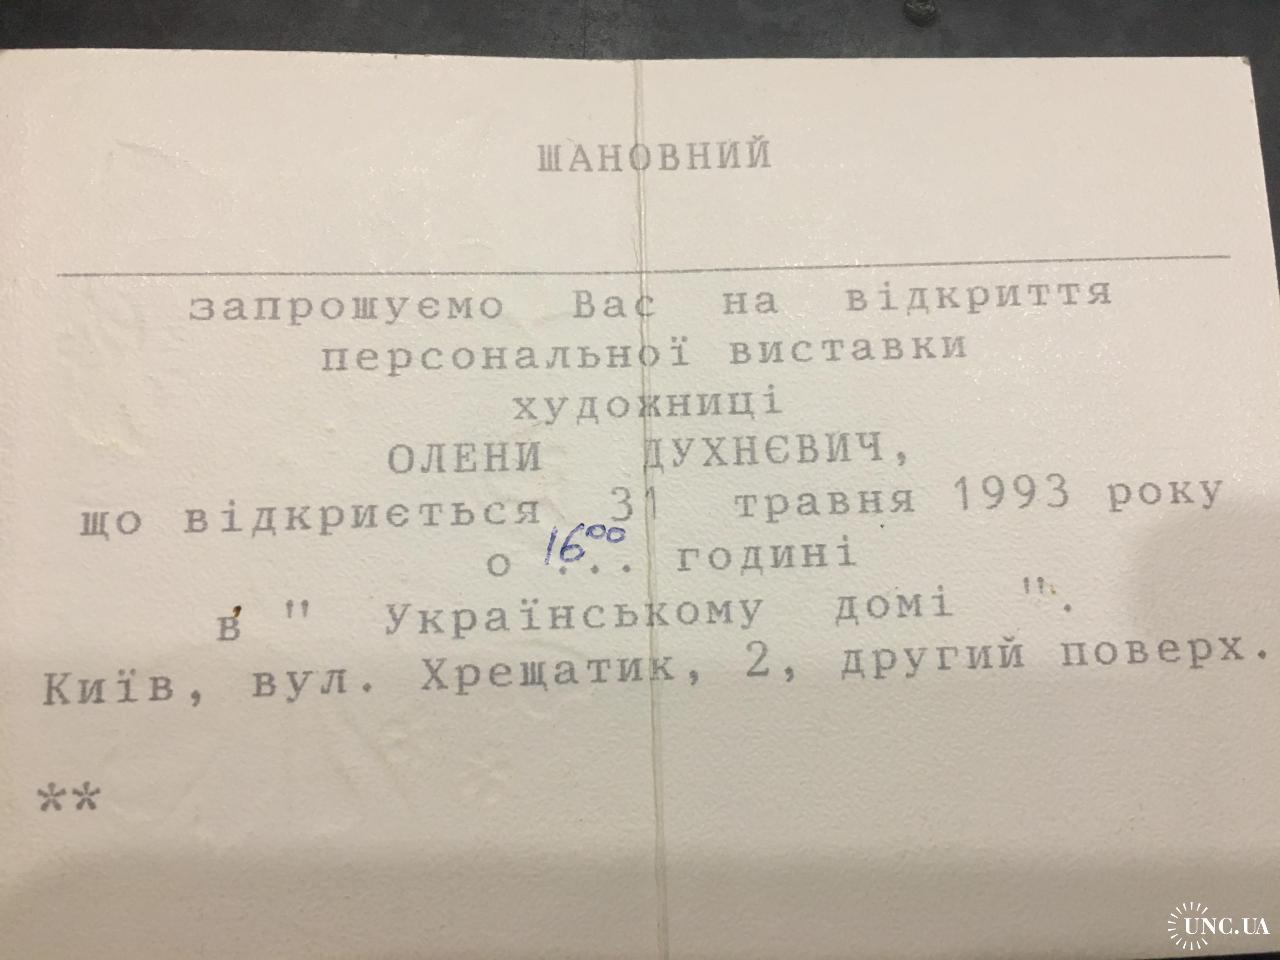 ШАНОВНИЙ
запрошуємо Вас на відкриття
персональної виставки
художниці
ОЛЕНИ ДУХНЄВИЧ,
що відкриється 31 травня 1993 року
о 16⁰⁰... годині
в " Українському домі ".
Київ, вул. Хрещатик, 2, другий поверх.
**
UNC.UA